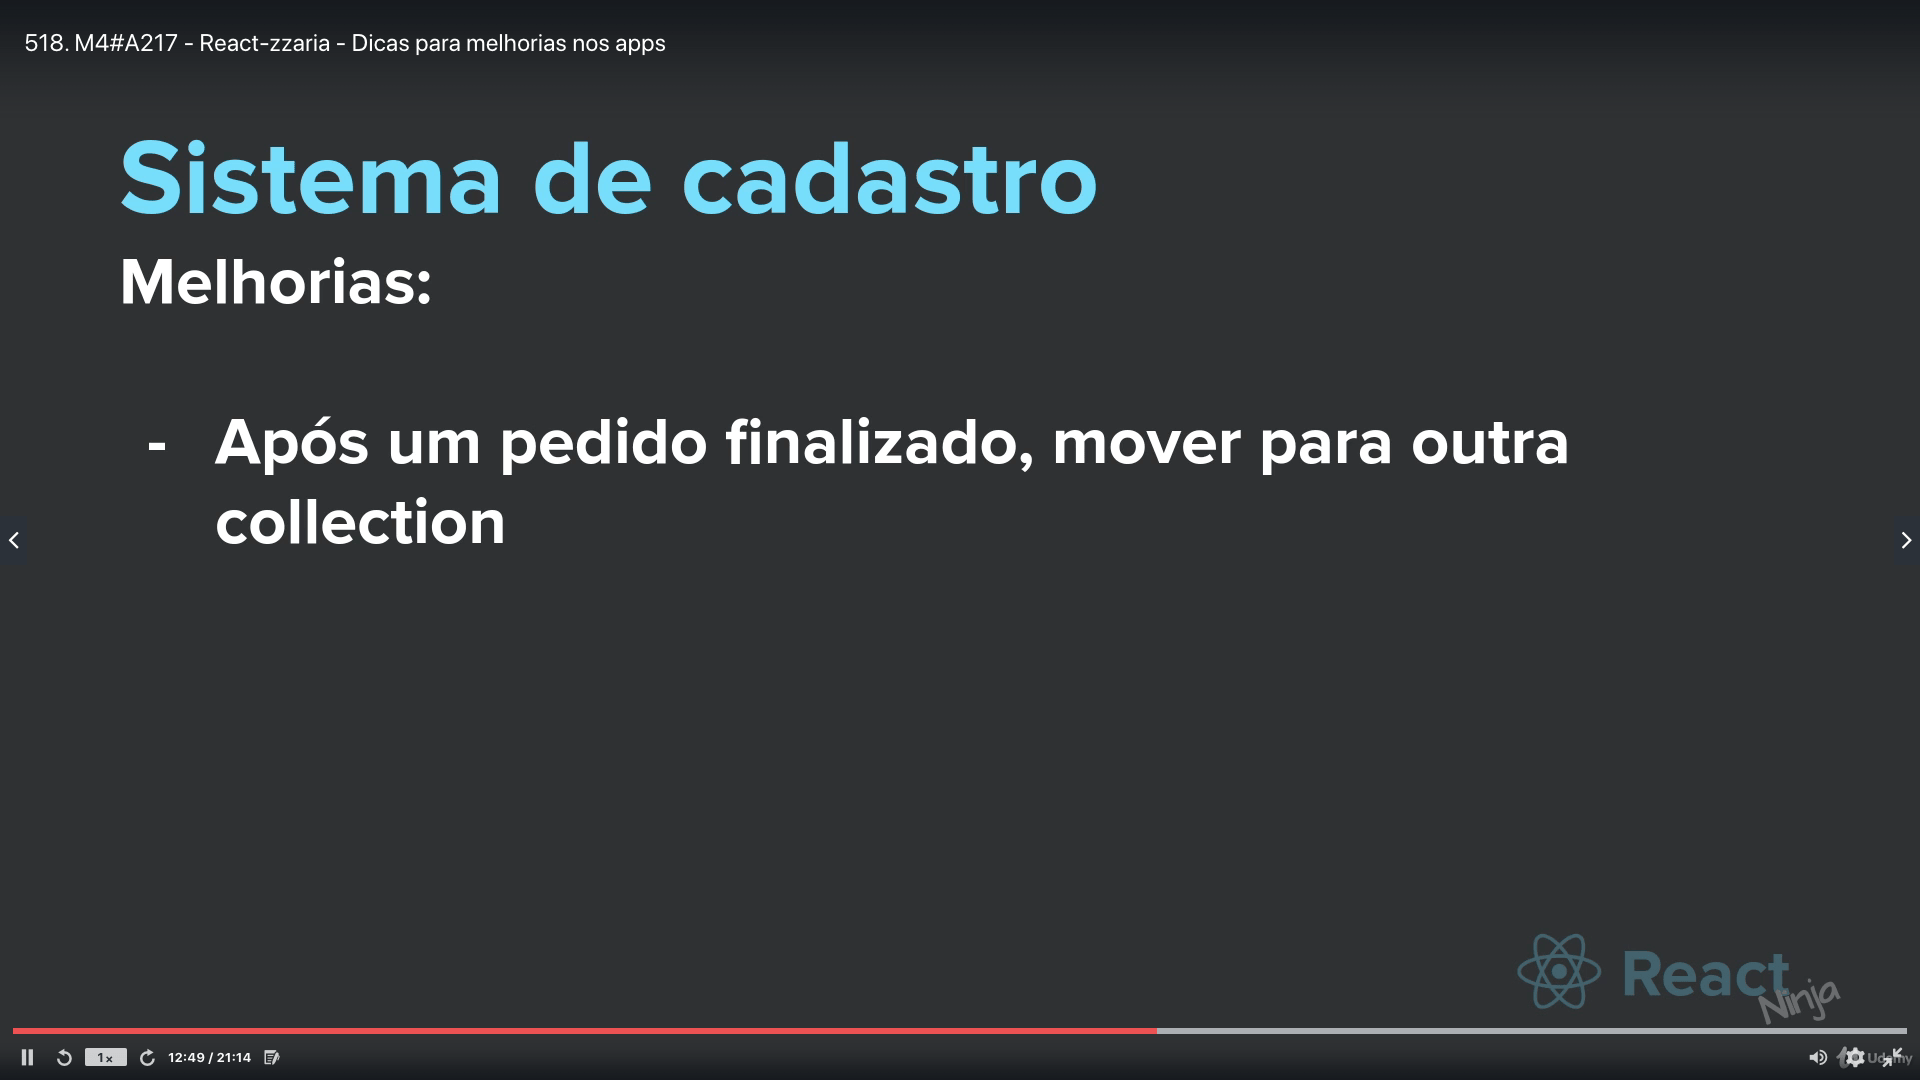 518. M4#A217 - React-zzaria - Dicas para melhorias nos apps
Sistema de cadastro
Melhorias:
- Após um pedido finalizado, mover para outra
collection
React
Ninja
1x
12:49 / 21:14
Udemy